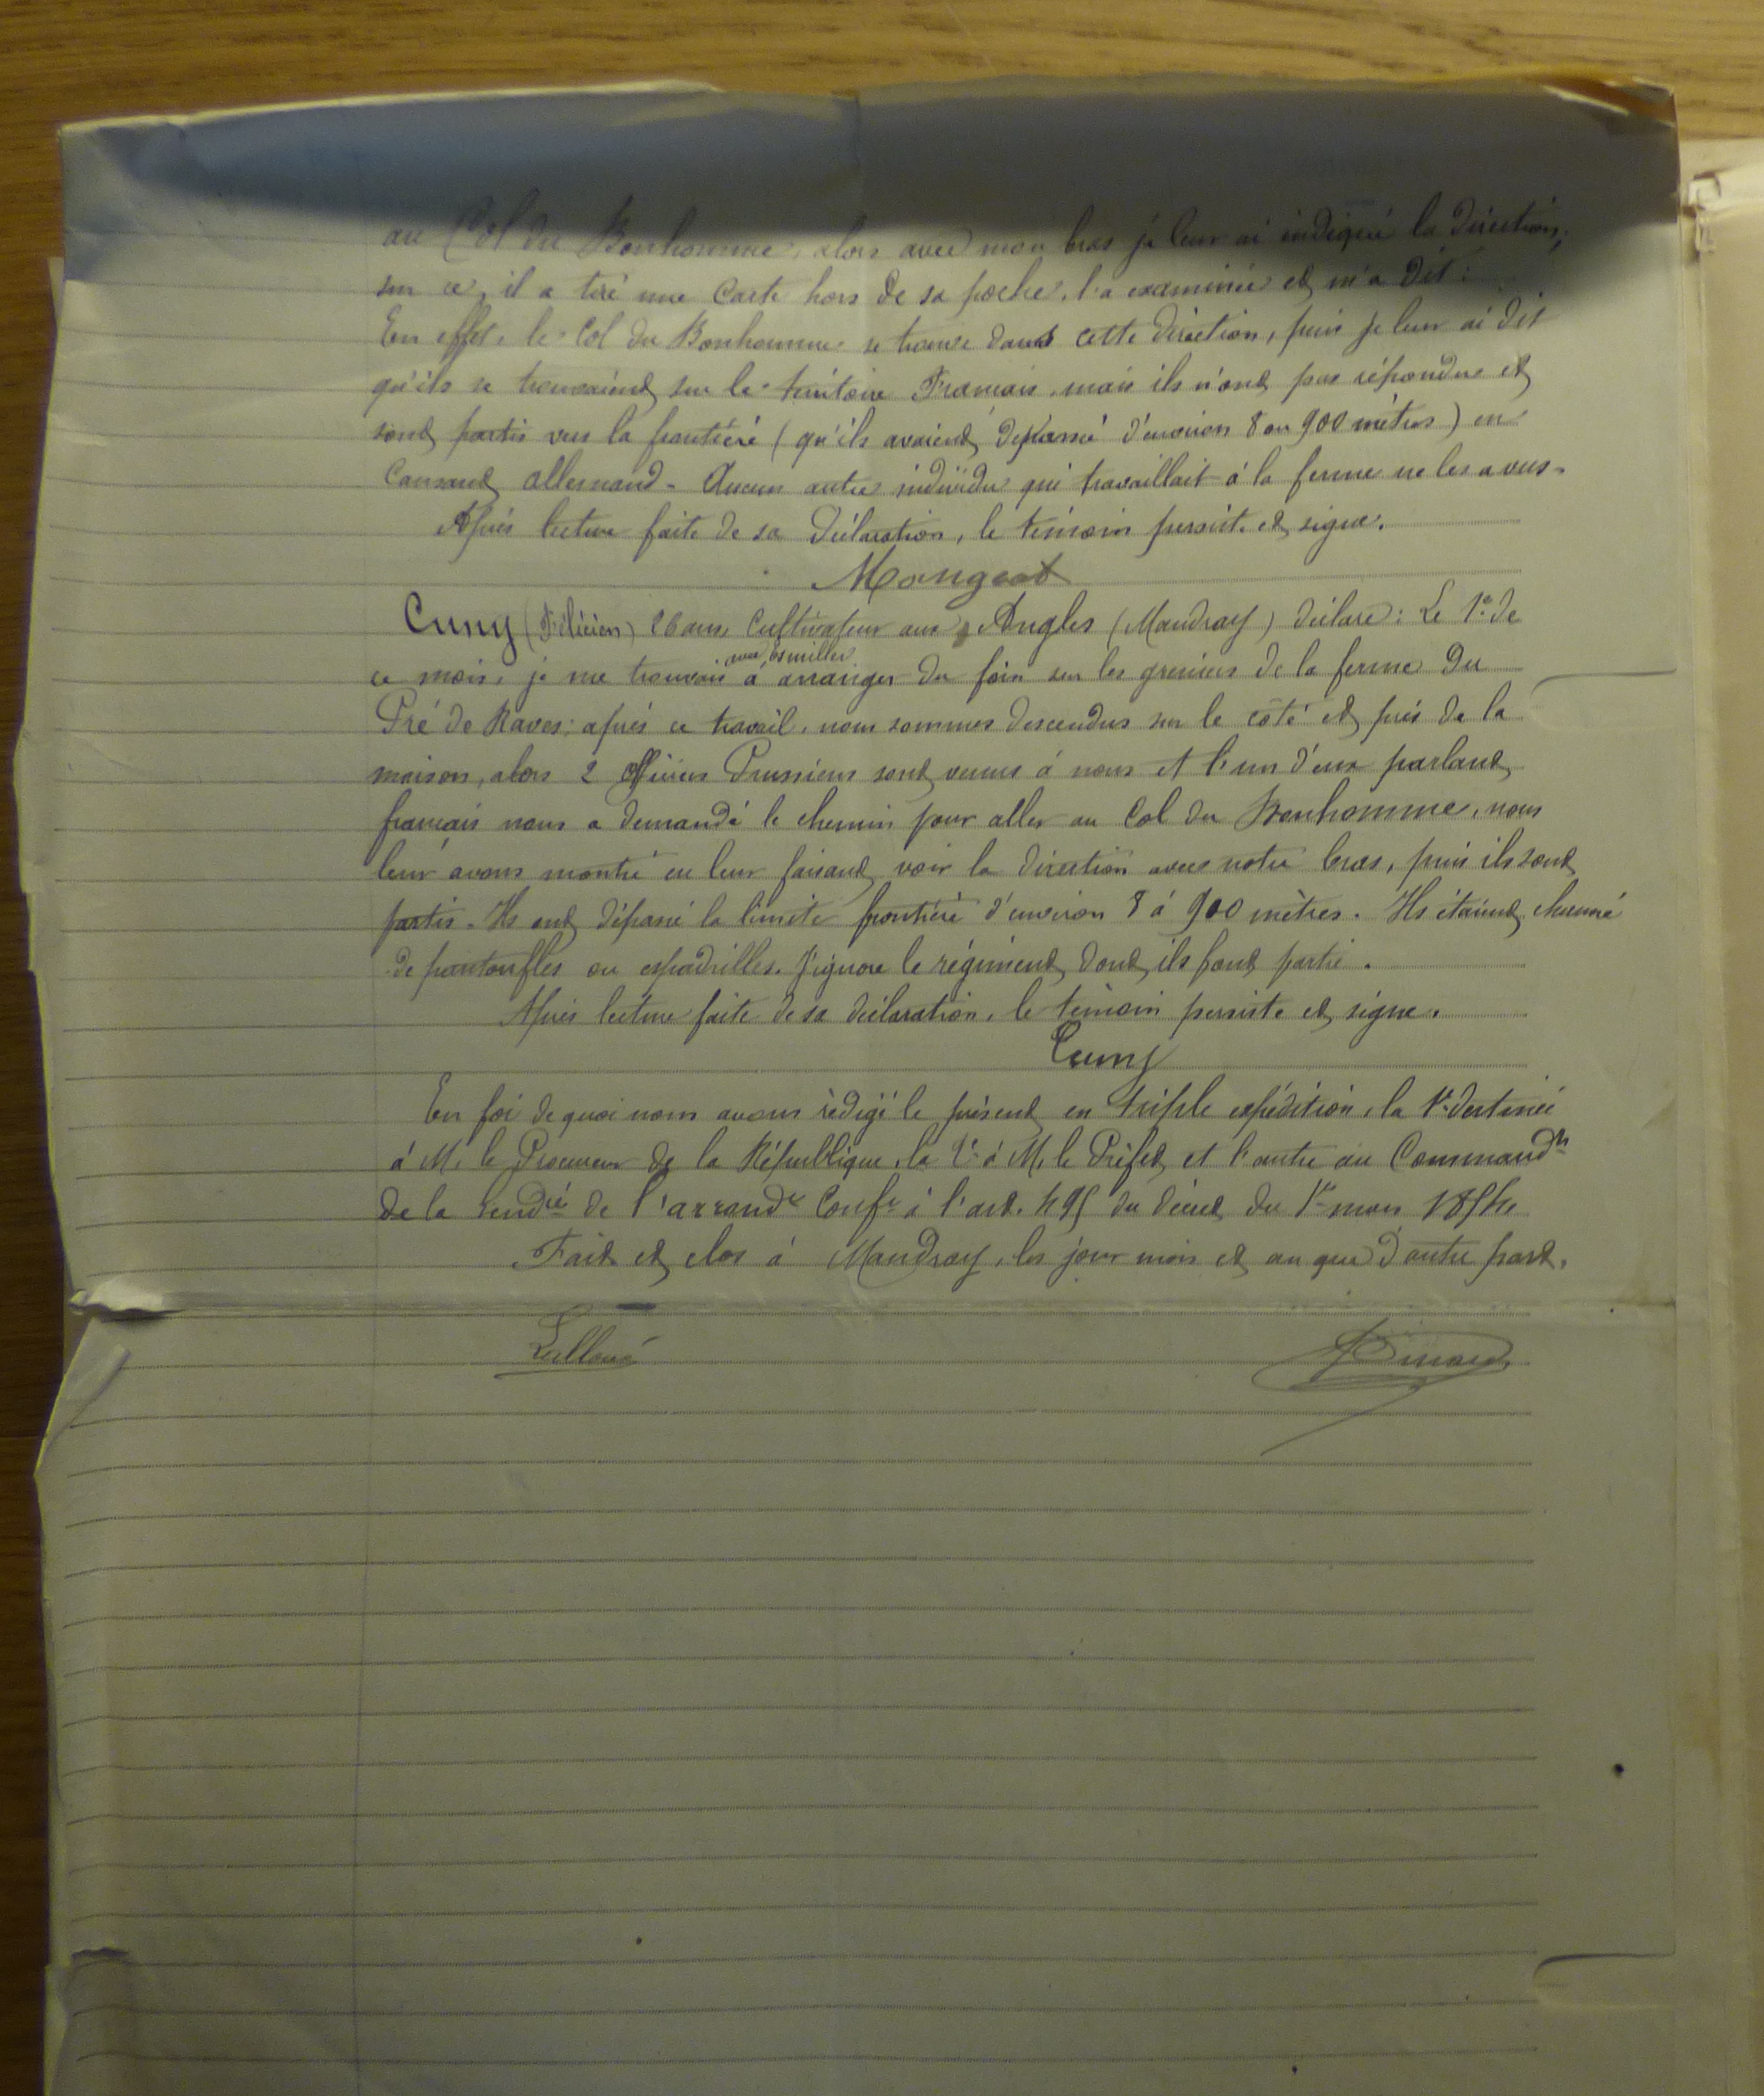 au Col du Bonhomme, alors avec mon bras je leur ai indiqué la direction;
sur ce, il a tiré une Carte hors de sa poche, l'a examinée et m'a dit:
En effet, le Col du Bonhomme se trouve dans cette direction, puis je leur ai dit
qu'ils se trouvaient sur le territoire Français, mais ils n'ont pas répondu et
sont partis vers la frontière (qu'ils avaient dépassé d'environ 8 ou 900 mètres) en
Causant allemand. Aucun autre individu qui travaillait à la ferme ne les a vus.
Après lecture faite de sa Déclaration, le témoin persiste et signe.
Mangeat
Cuny (Félicien) 26 ans, Cultivateur aux Angles (Mandray) déclare: Le 1er de
avec
ce mois, je me trouvais à arranger du foin sur les greniers de la ferme du
Pré de Raves; après ce travail, nous sommes descendus sur le côté et près de la
maison, alors 2 officiers Prussiens sont venus à nous et l'un d'eux parlant
français nous a demandé le chemin pour aller au Col du Bonhomme, nous
leur avons montré en leur faisant voir la direction avec notre bras, puis ils sont
partis. Ils ont dépassé la limite frontière d'environ 8 à 900 mètres. Ils étaient chaussé
de pantoufles ou espadrilles. J'ignore le régiment dont ils font partie.
Après lecture faite de sa déclaration, le témoin persiste et signe.
Cuny
En foi de quoi nous avons rédigé le présent en triple expédition, la 1e destinée
à M. le Procureur de la République, la 2e à M. le Préfet et l'autre au Commandt
de la Gendrie de l'arrondt Conft à l'art. 495 du décret du 1er mars 1854.
Fait et clos à Mandray, les jour mois et an que d'autre part.